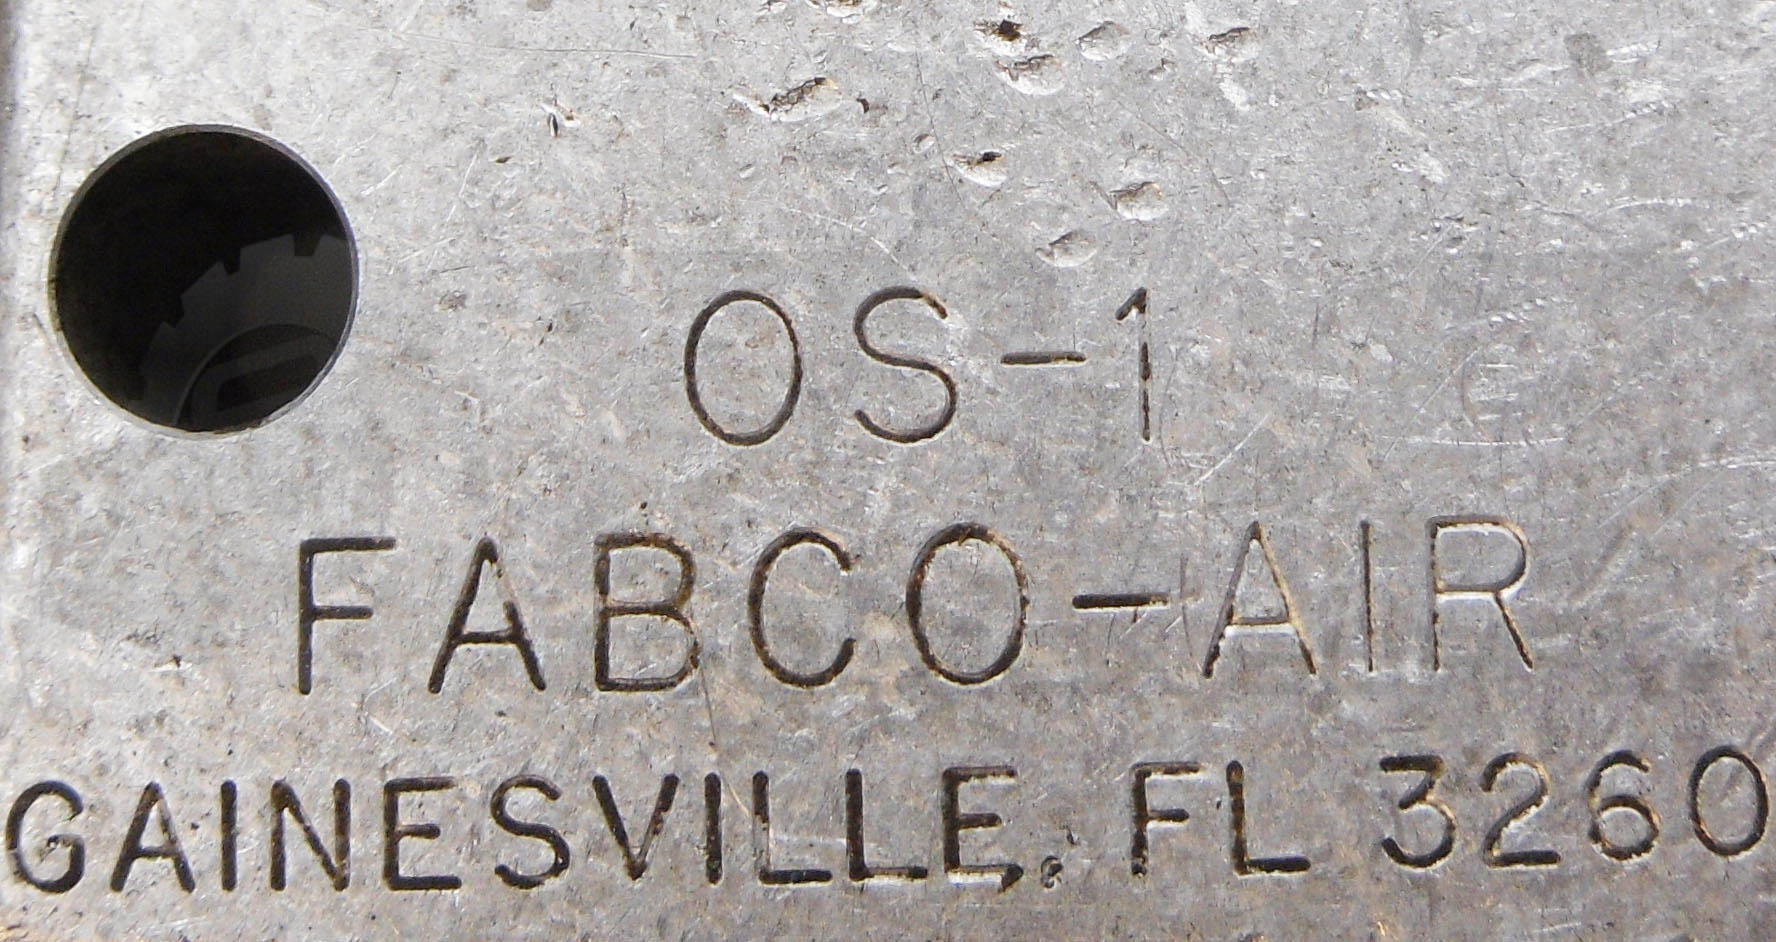 OS-1
FABCO-AIR
GAINESVILLE, FL 3260